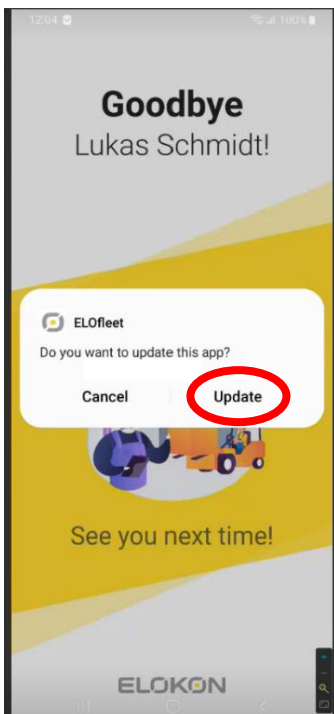 12:04
100%
Goodbye
Lukas Schmidt!
ELOfleet
Do you want to update this app?
Cancel Update
See you next time!
ELOKON